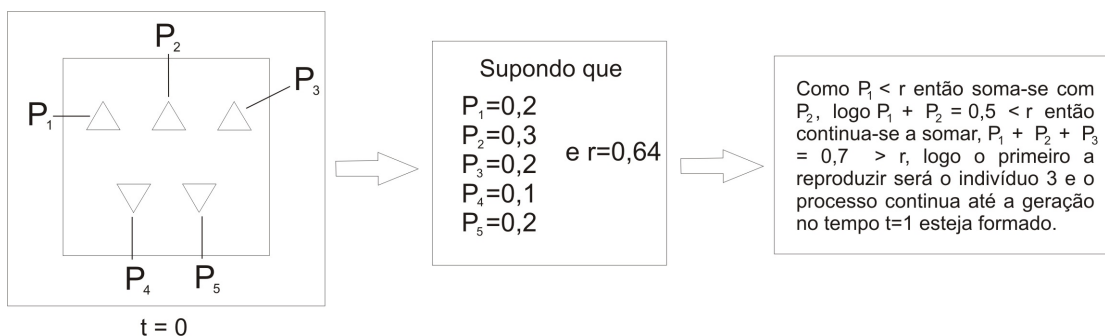 P₁
P₂
P₃
P₄
P₅
t = 0
Supondo que
P₁=0,2
P₂=0,3
P₃=0,2
P₄=0,1
P₅=0,2
e r=0,64
Como P₁ < r então soma-se com
P₂, logo P₁ + P₂ = 0,5 < r então
continua-se a somar, P₁ + P₂ + P₃
= 0,7 > r, logo o primeiro a
reproduzir será o indivíduo 3 e o
processo continua até a geração
no tempo t=1 esteja formado.